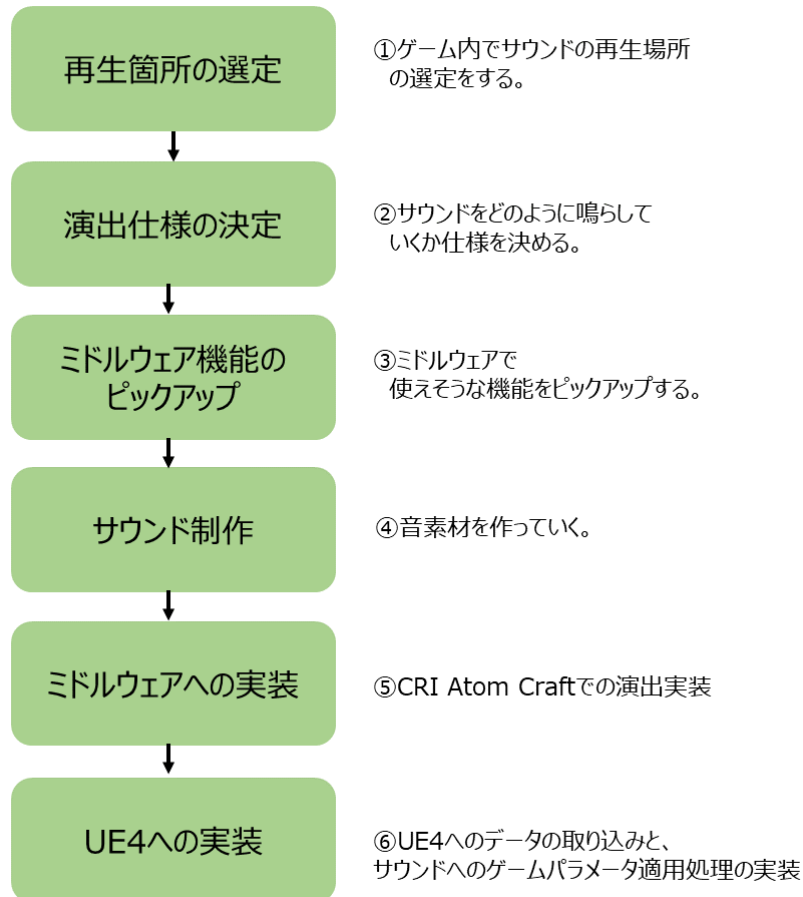 再生箇所の選定
①ゲーム内でサウンドの再生場所
の選定をする。
演出仕様の決定
②サウンドをどのように鳴らして
いくか仕様を決める。
ミドルウェア機能の
ピックアップ
③ミドルウェアで
使えそうな機能をピックアップする。
サウンド制作
④音素材を作っていく。
ミドルウェアへの実装
⑤CRI Atom Craftでの演出実装
UE4への実装
⑥UE4へのデータの取り込みと、
サウンドへのゲームパラメータ適用処理の実装